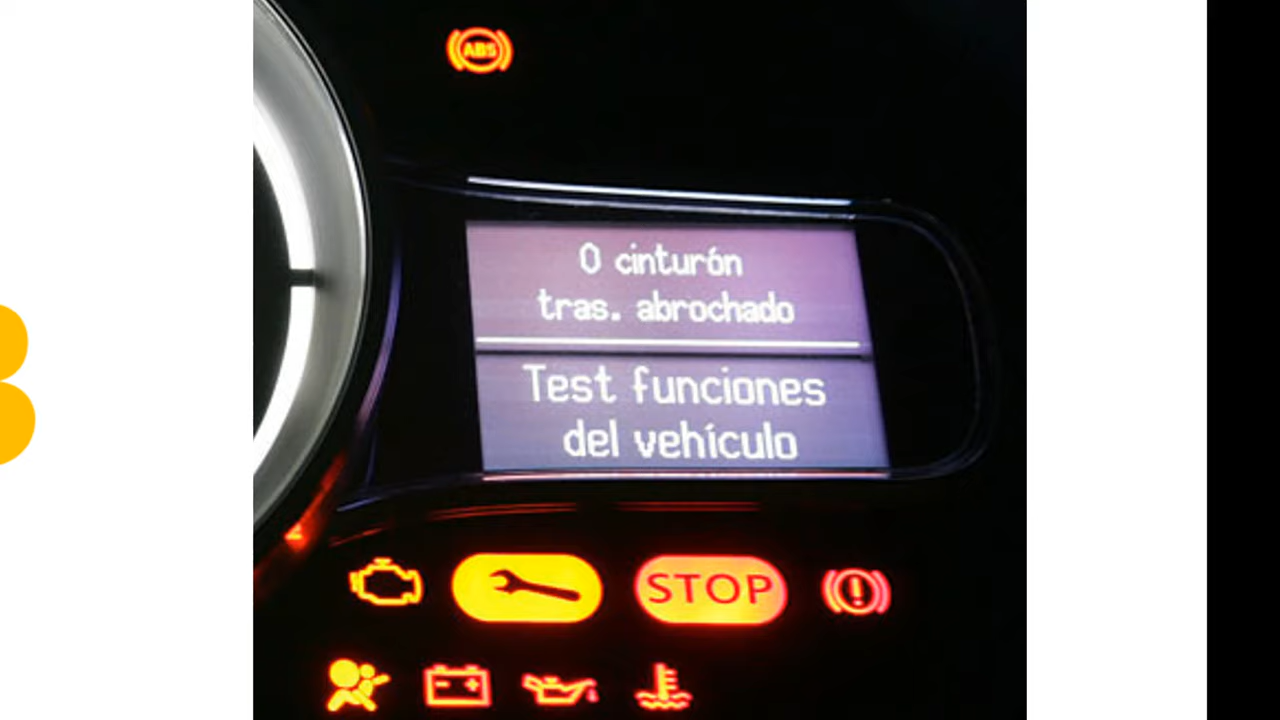 ABS
0 cinturón
tras. abrochado
Test funciones
del vehículo
STOP